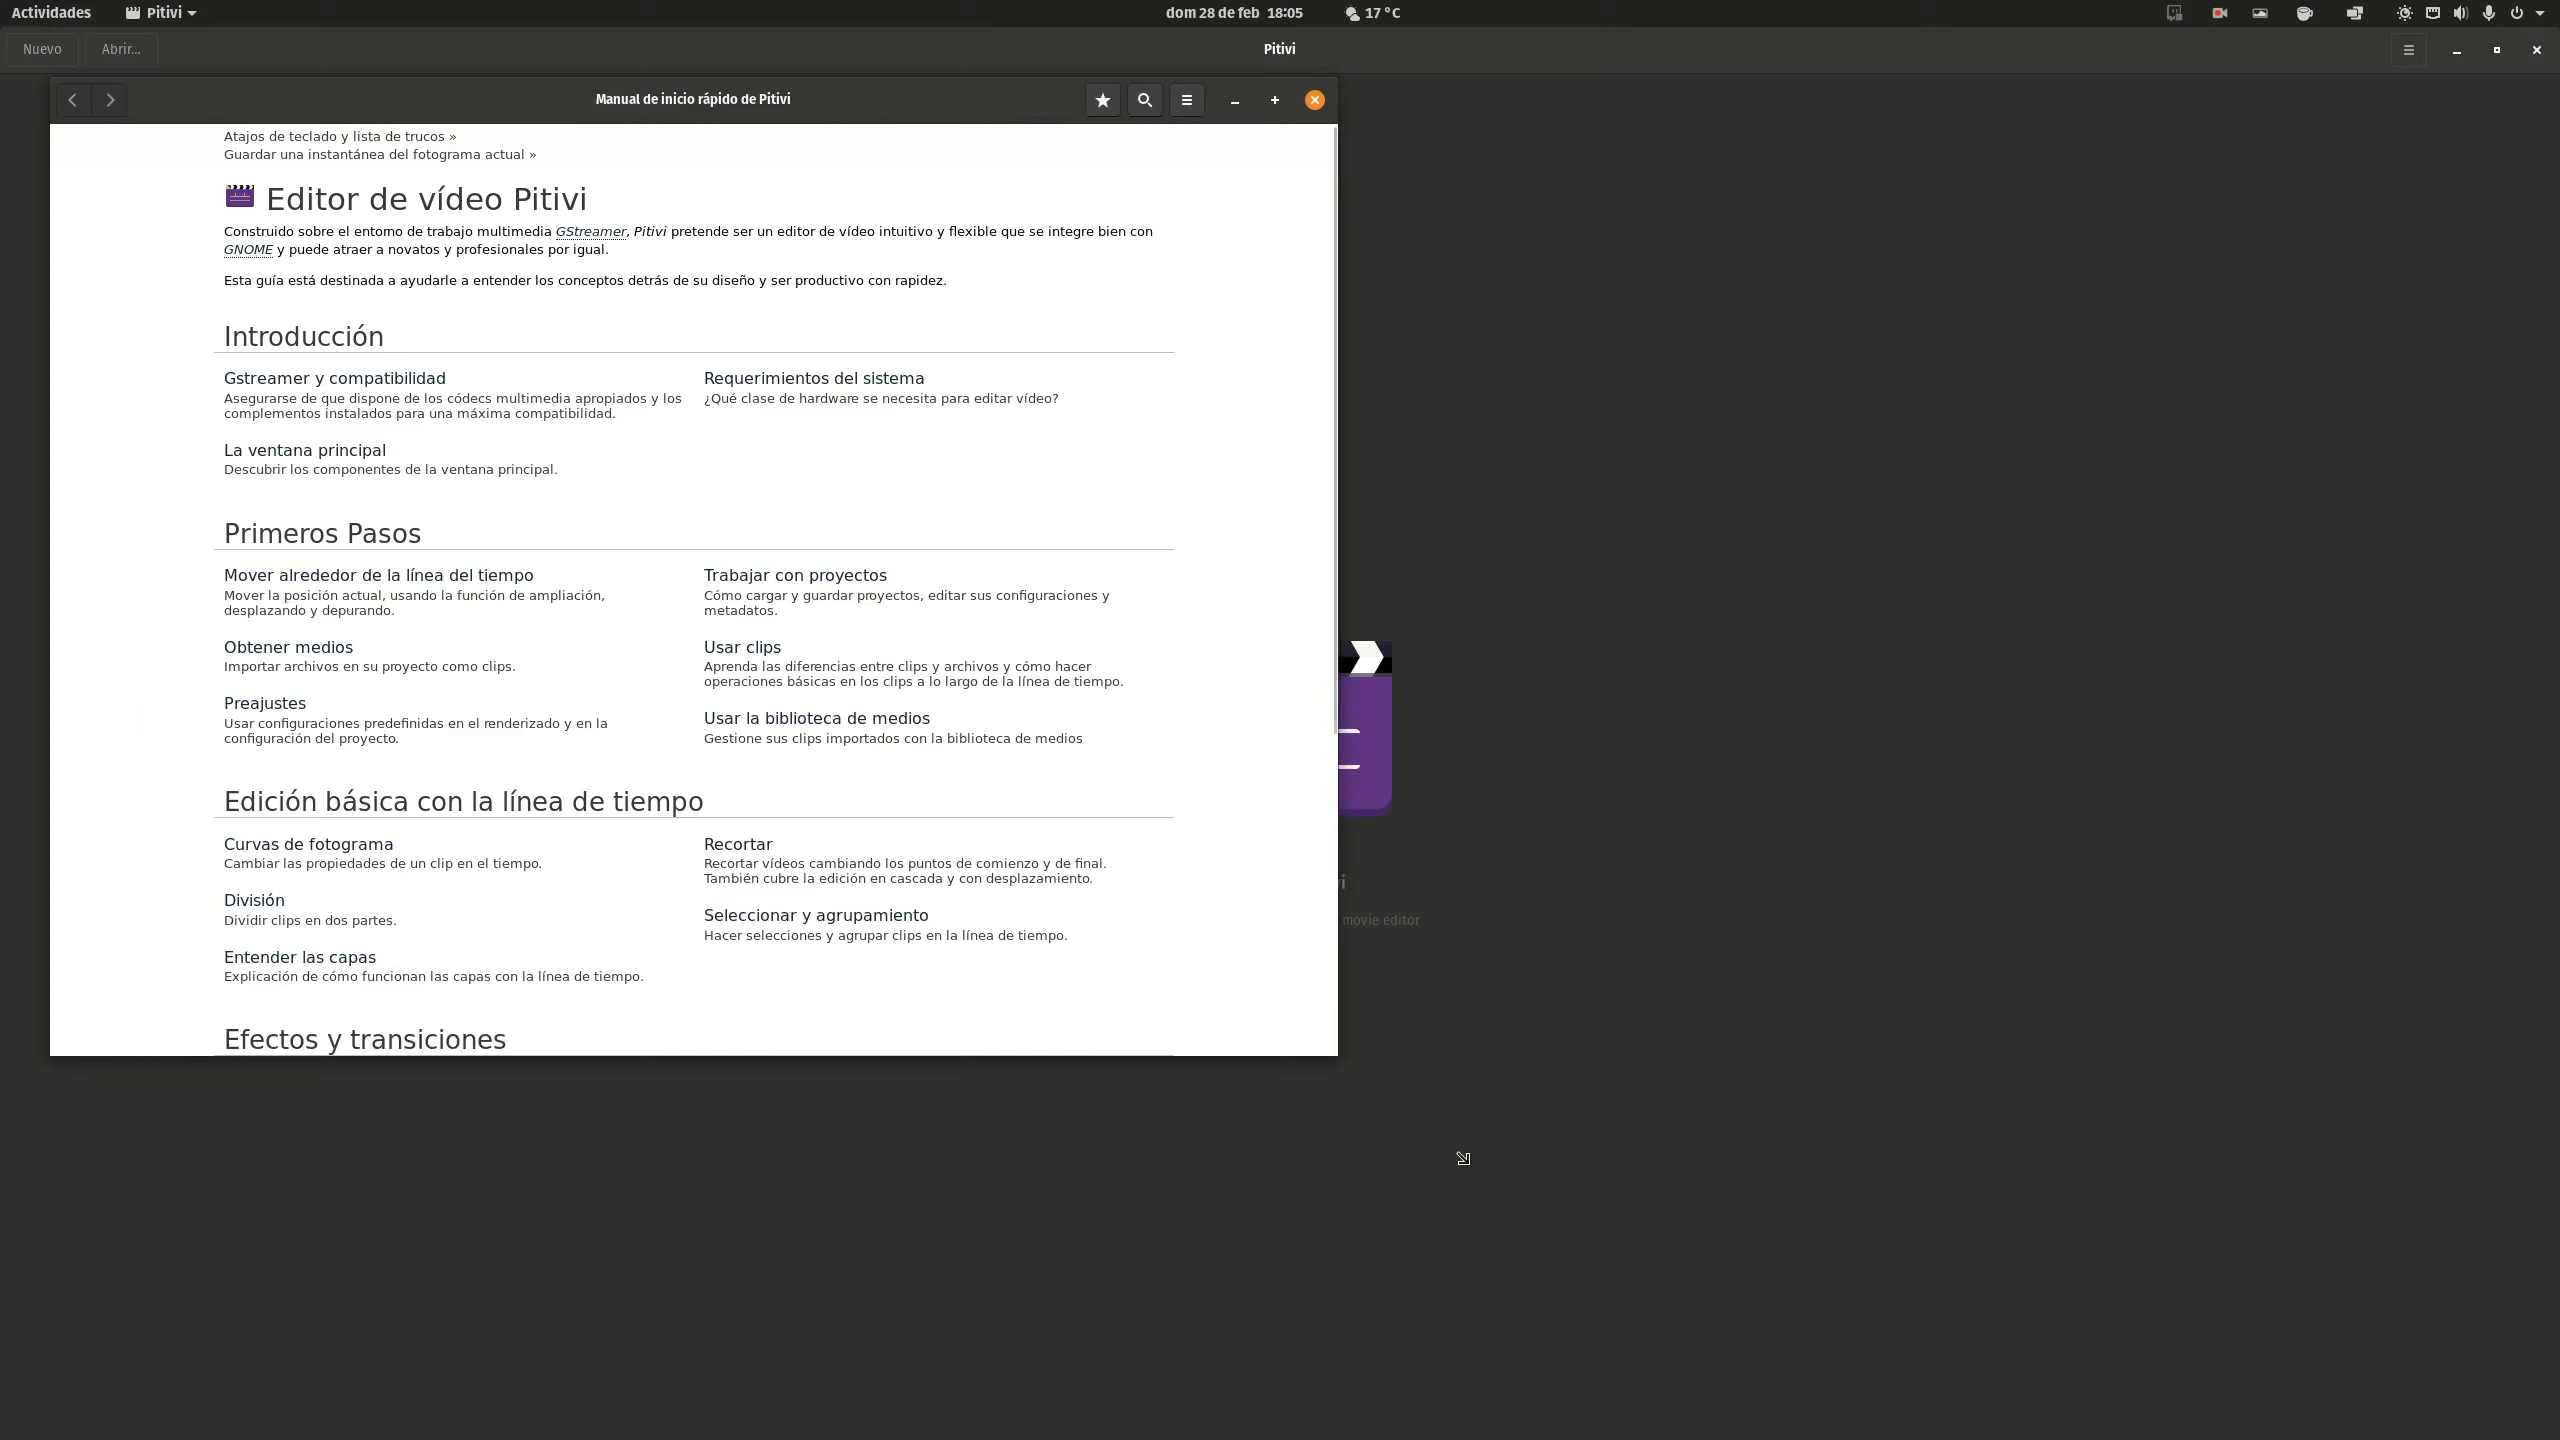 Actividades Pitivi dom 28 de feb 18:05 17 °C
Nuevo Abrir... Pitivi
Manual de inicio rápido de Pitivi
Atajos de teclado y lista de trucos »
Guardar una instantánea del fotograma actual »
Editor de vídeo Pitivi
Construido sobre el entorno de trabajo multimedia GStreamer, Pitivi pretende ser un editor de vídeo intuitivo y flexible que se integre bien con
GNOME y puede atraer a novatos y profesionales por igual.
Esta guía está destinada a ayudarle a entender los conceptos detrás de su diseño y ser productivo con rapidez.
Introducción
Gstreamer y compatibilidad
Asegurarse de que dispone de los códecs multimedia apropiados y los
complementos instalados para una máxima compatibilidad.
La ventana principal
Descubrir los componentes de la ventana principal.
Requerimientos del sistema
¿Qué clase de hardware se necesita para editar vídeo?
Primeros Pasos
Mover alrededor de la línea del tiempo
Mover la posición actual, usando la función de ampliación,
desplazando y depurando.
Obtener medios
Importar archivos en su proyecto como clips.
Preajustes
Usar configuraciones predefinidas en el renderizado y en la
configuración del proyecto.
Trabajar con proyectos
Cómo cargar y guardar proyectos, editar sus configuraciones y
metadatos.
Usar clips
Aprenda las diferencias entre clips y archivos y cómo hacer
operaciones básicas en los clips a lo largo de la línea de tiempo.
Usar la biblioteca de medios
Gestione sus clips importados con la biblioteca de medios
Edición básica con la línea de tiempo
Curvas de fotograma
Cambiar las propiedades de un clip en el tiempo.
División
Dividir clips en dos partes.
Entender las capas
Explicación de cómo funcionan las capas con la línea de tiempo.
Recortar
Recortar vídeos cambiando los puntos de comienzo y de final.
También cubre la edición en cascada y con desplazamiento.
Seleccionar y agrupamiento
Hacer selecciones y agrupar clips en la línea de tiempo.
Efectos y transiciones
movie editor